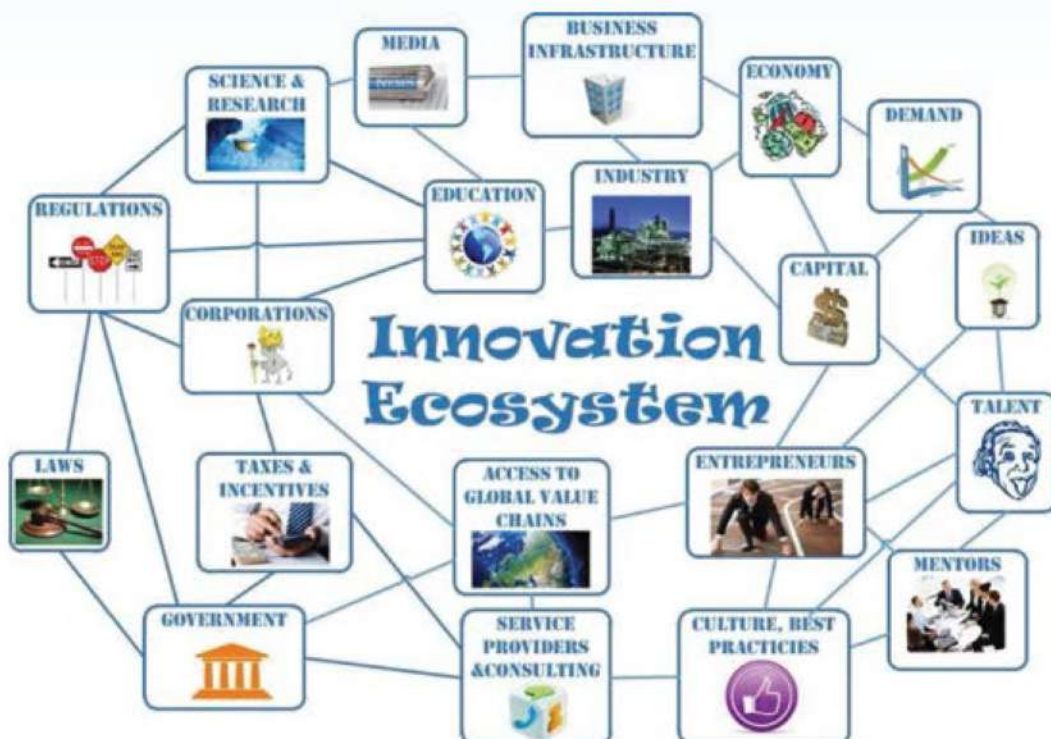 MEDIA
BUSINESS
INFRASTRUCTURE
SCIENCE &
RESEARCH
ECONOMY
DEMAND
REGULATIONS
EDUCATION
INDUSTRY
IDEAS
CAPITAL
CORPORATIONS
Innovation
Ecosystem
TALENT
LAWS
TAXES &
INCENTIVES
ACCESS TO
GLOBAL VALUE
CHAINS
ENTREPRENEURS
MENTORS
GOVERNMENT
SERVICE
PROVIDERS
&CONSULTING
CULTURE, BEST
PRACTICIES